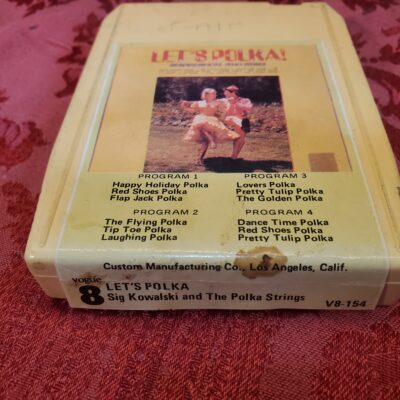 LET'S POLKA!
PROGRAM 1
Happy Holiday Polka
Red Shoes Polka
Flap Jack Polka
PROGRAM 3
Lovers Polka
Pretty Tulip Polka
The Golden Polka
PROGRAM 2
The Flying Polka
Tip Toe Polka
Laughing Polka
PROGRAM 4
Dance Time Polka
Red Shoes Polka
Pretty Tulip Polka
Custom Manufacturing Co., Los Angeles, Calif.
vogue
8
LET'S POLKA
Sig Kowalski and The Polka Strings
V8-154